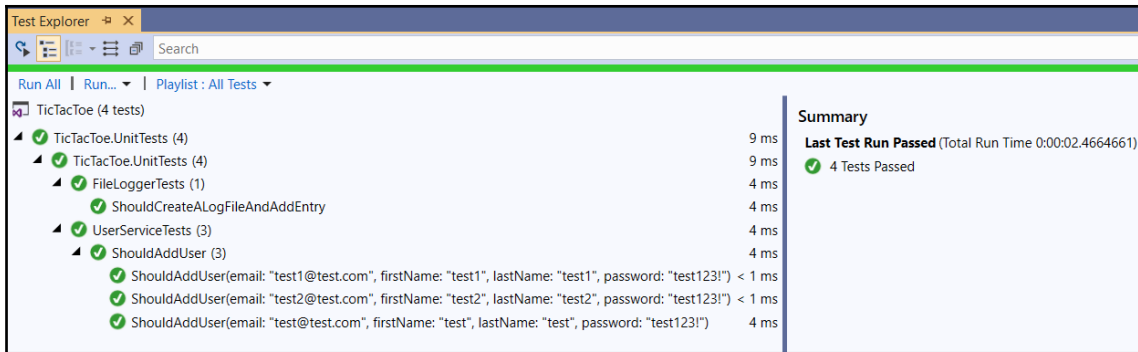 Test Explorer
Search
Run All | Run... | Playlist : All Tests
TicTacToe (4 tests)
TicTacToe.UnitTests (4) 9 ms
TicTacToe.UnitTests (4) 9 ms
FileLoggerTests (1) 4 ms
ShouldCreateALogFileAndAddEntry 4 ms
UserServiceTests (3) 4 ms
ShouldAddUser (3) 4 ms
ShouldAddUser(email: "test1@test.com", firstName: "test1", lastName: "test1", password: "test123!") < 1 ms
ShouldAddUser(email: "test2@test.com", firstName: "test2", lastName: "test2", password: "test123!") < 1 ms
ShouldAddUser(email: "test@test.com", firstName: "test", lastName: "test", password: "test123!") 4 ms
Summary
Last Test Run Passed (Total Run Time 0:00:02.4664661)
4 Tests Passed